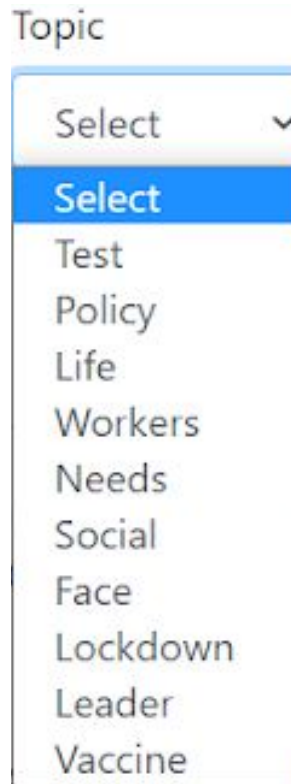 Topic
Select
Select
Test
Policy
Life
Workers
Needs
Social
Face
Lockdown
Leader
Vaccine